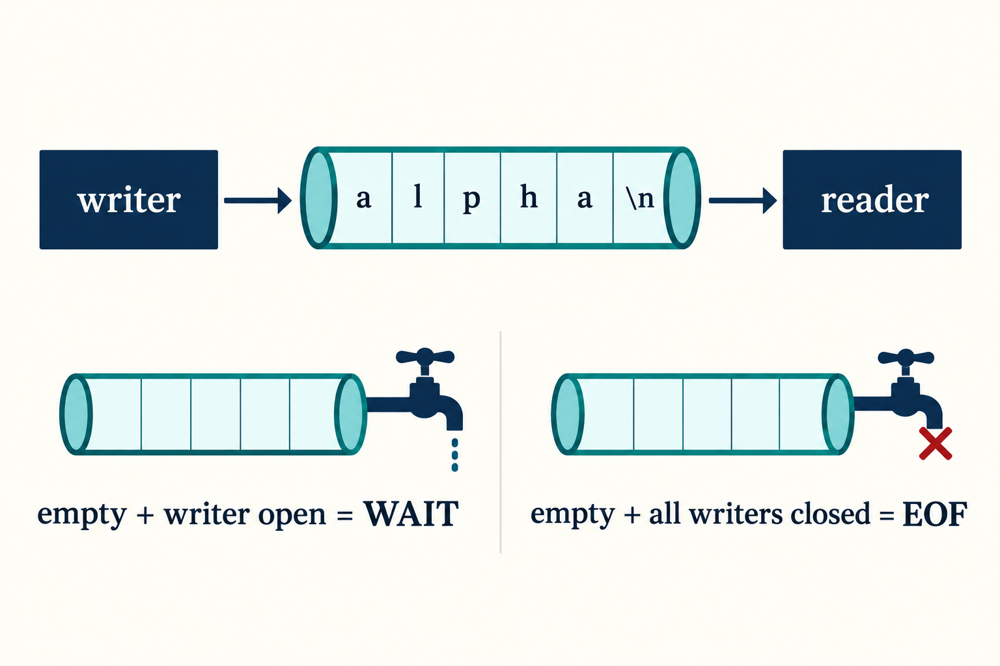 writer
a l p h a \n
reader
empty + writer open = WAIT
empty + all writers closed = EOF